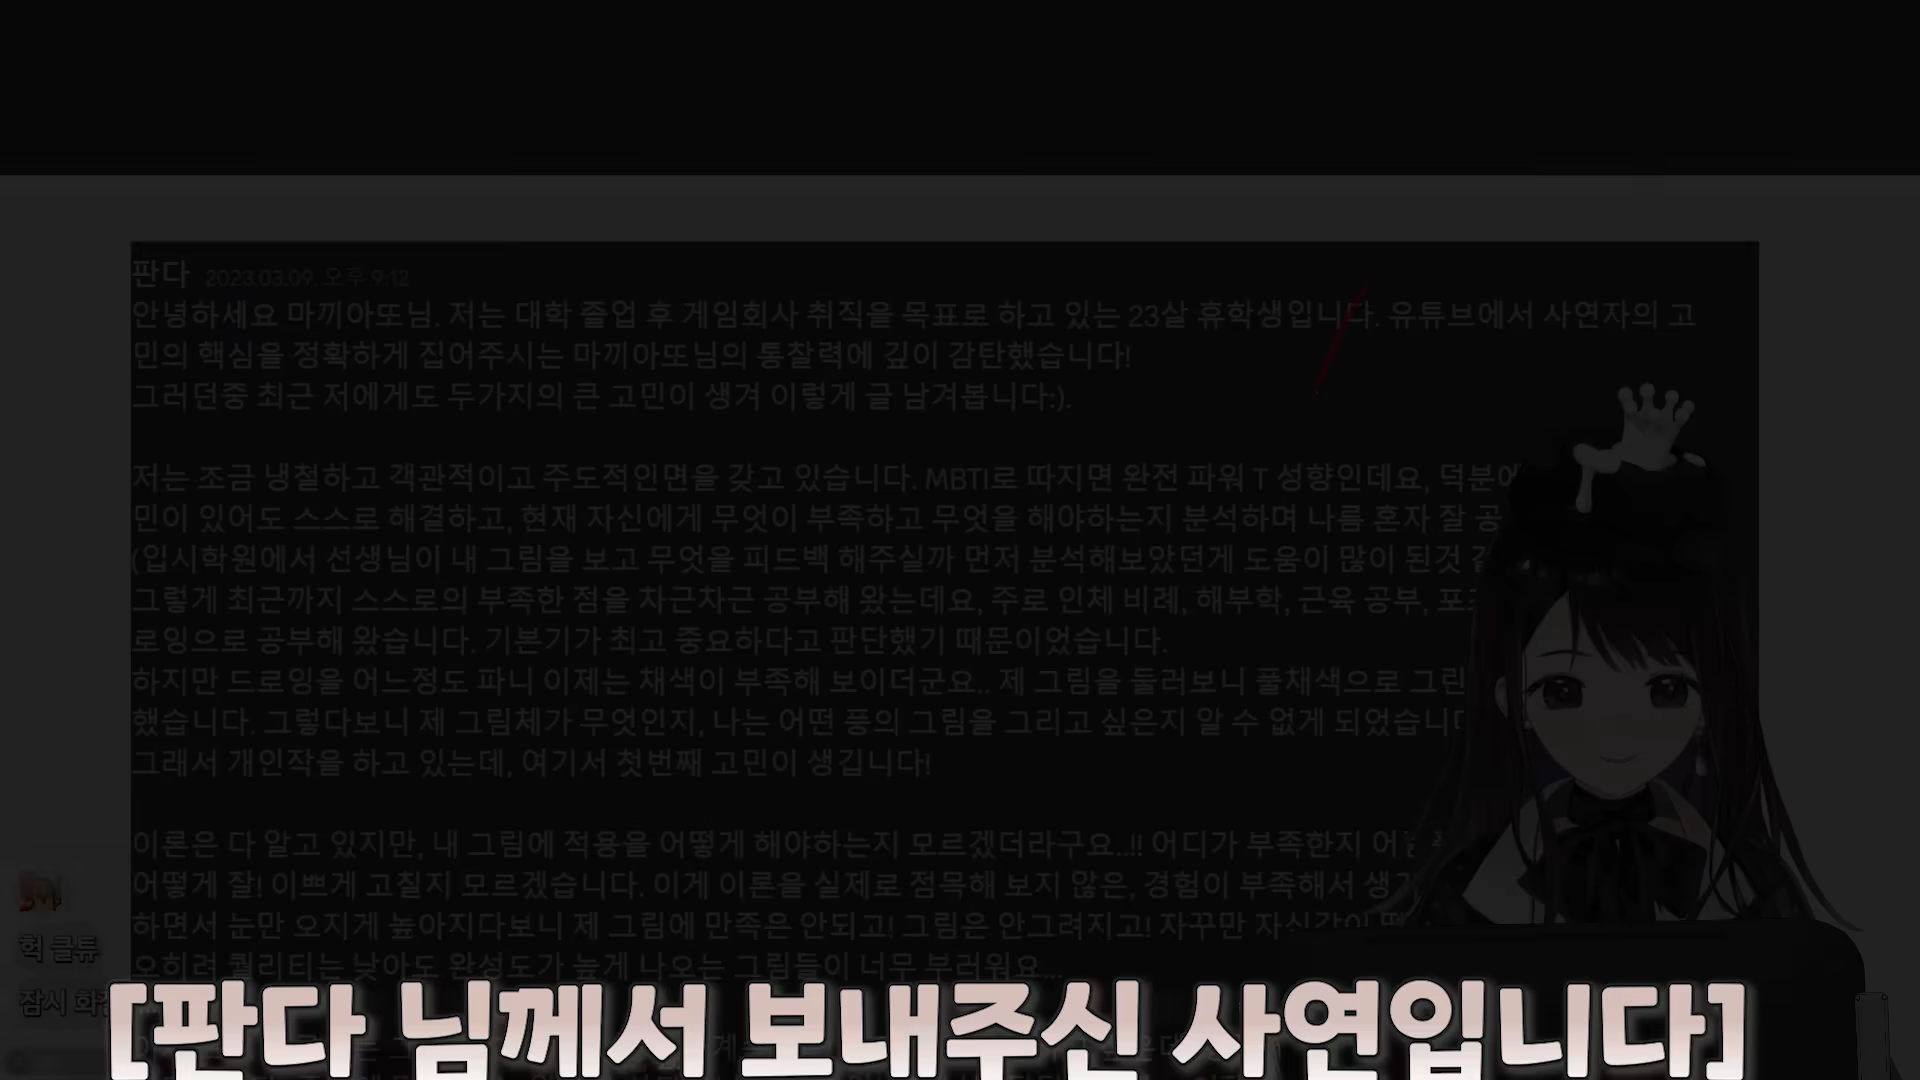 판다 2023.03.09. 오후 9:12
안녕하세요 마끼아또님. 저는 대학 졸업 후 게임회사 취직을 목표로 하고 있는 23살 휴학생입니다. 유튜브에서 사연자의 고
민의 핵심을 정확하게 집어주시는 마끼아또님의 통찰력에 깊이 감탄했습니다!
그러던중 최근 저에게도 두가지의 큰 고민이 생겨 이렇게 글 남겨봅니다:).
저는 조금 냉철하고 객관적이고 주도적인면을 갖고 있습니다. MBTI로 따지면 완전 파워 T 성향인데요, 덕분에
민이 있어도 스스로 해결하고, 현재 자신에게 무엇이 부족하고 무엇을 해야하는지 분석하며 나름 혼자 잘 공
(입시학원에서 선생님이 내 그림을 보고 무엇을 피드백 해주실까 먼저 분석해보았던게 도움이 많이 된것
그렇게 최근까지 스스로의 부족한 점을 차근차근 공부해 왔는데요, 주로 인체 비례, 해부학, 근육 공부,
로잉으로 공부해 왔습니다. 기본기가 최고 중요하다고 판단했기 때문이었습니다.
하지만 드로잉을 어느정도 파니 이제는 채색이 부족해 보이더군요.. 제 그림을 둘러보니 풀채색으로 그린
했습니다. 그렇다보니 제 그림체가 무엇인지, 나는 어떤 풍의 그림을 그리고 싶은지 알 수 없게 되었습니다
그래서 개인작을 하고 있는데, 여기서 첫번째 고민이 생깁니다!
이론은 다 알고 있지만, 내 그림에 적용을 어떻게 해야하는지 모르겠더라구요..!! 어디가 부족한지
어떻게 잘! 이쁘게 고칠지 모르겠습니다. 이게 이론을 실제로 접목해 보지 않은, 경험이 부족해서
하면서 눈만 오지게 높아지다보니 제 그림에 만족은 안되고! 그림은 안그려지고! 자꾸만 자신감이
오히려 퀄리티는 낮아도 완성도가 높게 나오는 그림들이 너무 부러워요...
헉 클튜
잠시
[판다 님께서 보내주신 사연입니다]